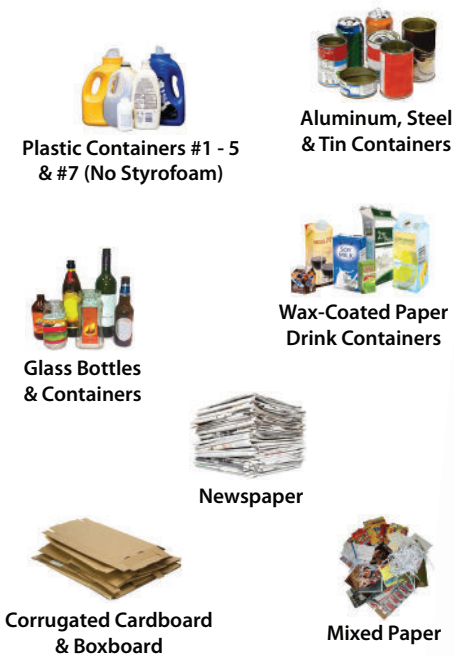 Plastic Containers #1 - 5
& #7 (No Styrofoam)
Aluminum, Steel
& Tin Containers
Glass Bottles
& Containers
Wax-Coated Paper
Drink Containers
Newspaper
Corrugated Cardboard
& Boxboard
Mixed Paper